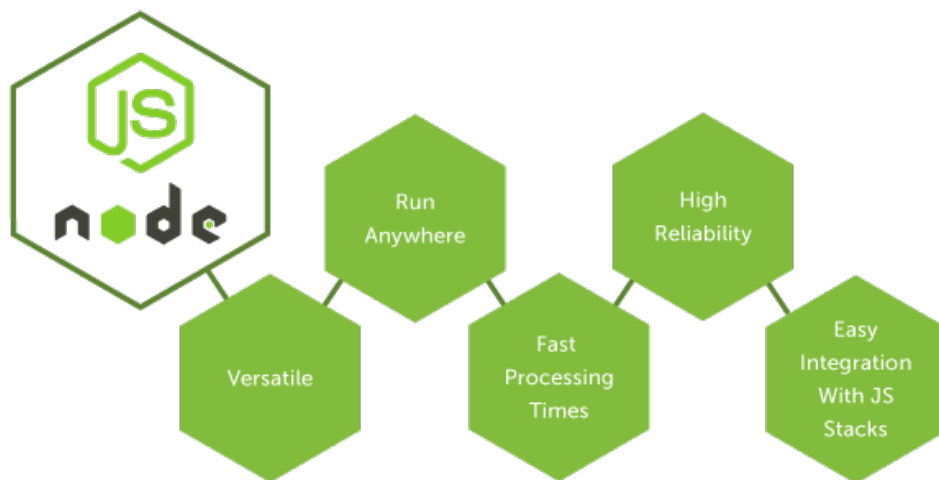 JS
node
Versatile
Run
Anywhere
Fast
Processing
Times
High
Reliability
Easy
Integration
With JS
Stacks